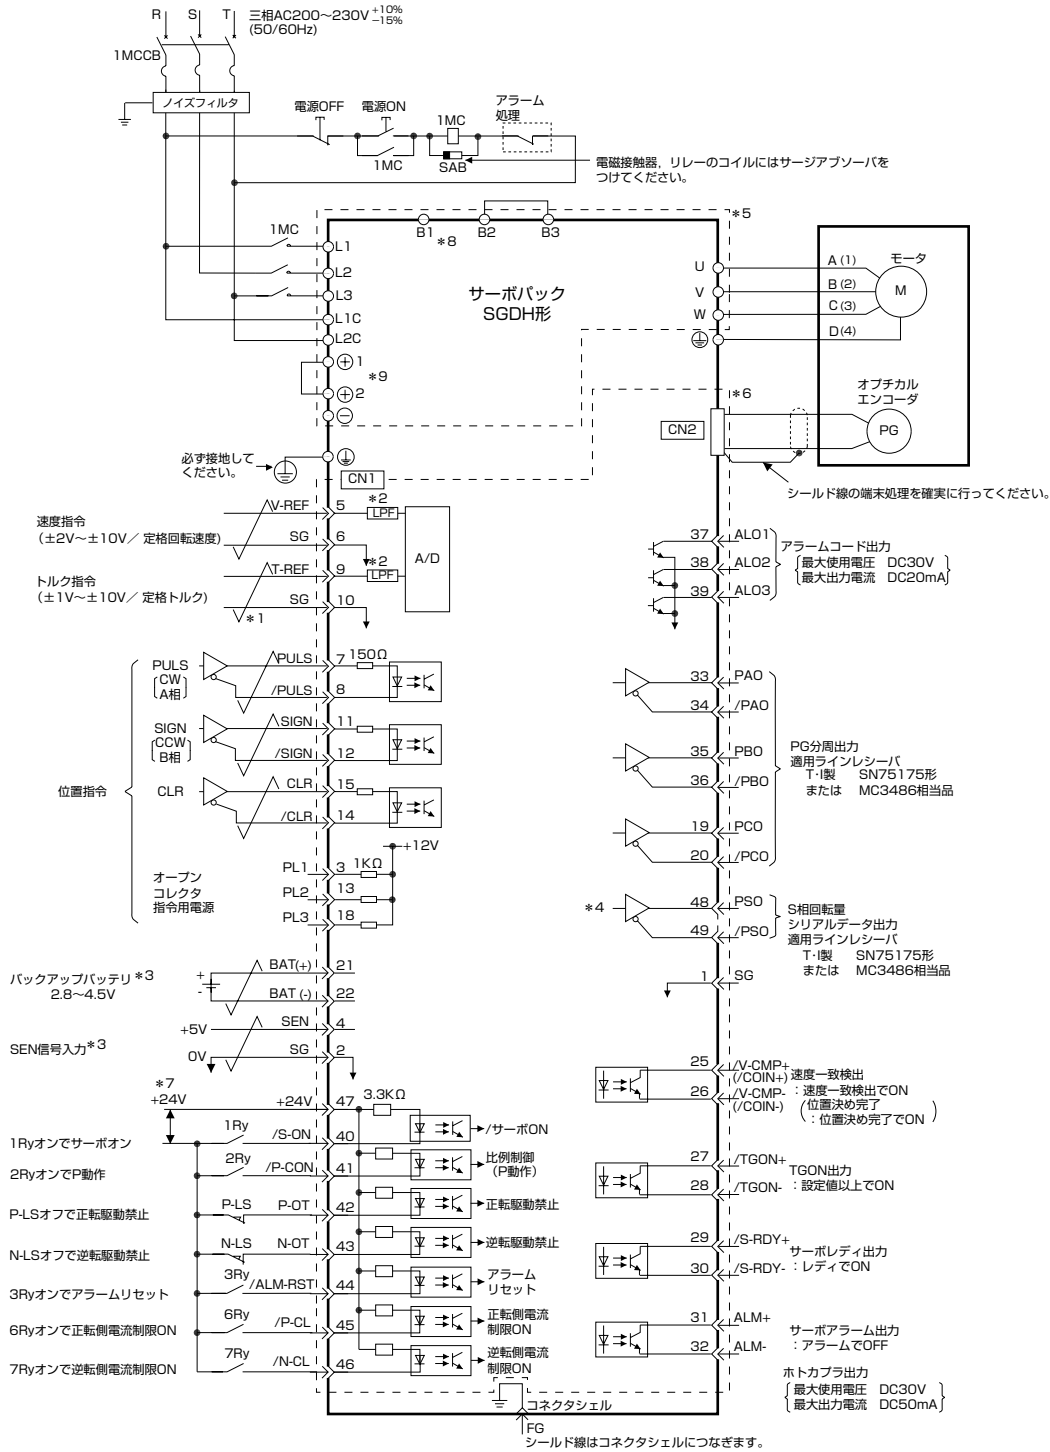 R S T 三相AC200～230V +10% −15%
(50/60Hz)
1MCCB
ノイズフィルタ
電源OFF
電源ON
1MC
アラーム
処理
1MC
SAB
電磁接触器，リレーのコイルにはサージアブソーバを
つけてください。
B1
＊8
B2
B3
＊5
1MC
L1
L2
L3
L1C
L2C
＋1
＊9
＋2
−
サーボパック
SGDH形
U
V
W
A (1)
B (2)
C (3)
D (4)
モータ
M
＊6
CN2
オプチカル
エンコーダ
PG
シールド線の端末処理を確実に行ってください。
必ず接地して
ください。
CN1
速度指令
(±2V～±10V／ 定格回転速度)
V-REF 5
＊2
LPF
SG 6
トルク指令
(±1V～±10V／ 定格トルク)
T-REF 9
＊2
LPF
SG 10
＊1
A/D
37 ALO1
38 ALO2
39 ALO3
アラームコード出力
最大使用電圧 DC30V
最大出力電流 DC20mA
位置指令
PULS
CW
A相
PULS 7 150Ω
/PULS 8
SIGN
CCW
B相
SIGN 11
/SIGN 12
CLR
CLR 15
/CLR 14
+12V
オープン
コレクタ
指令用電源
PL1 3 1KΩ
PL2 13
PL3 18
33 PAO
34 /PAO
35 PBO
36 /PBO
19 PCO
20 /PCO
PG分周出力
適用ラインレシーバ
T･I製 SN75175形
または MC3486相当品
＊4
48 PSO
49 /PSO
S相回転量
シリアルデータ出力
適用ラインレシーバ
T･I製 SN75175形
または MC3486相当品
1 SG
バックアップバッテリ＊3
2.8～4.5V
+
-
BAT(+) 21
BAT (-) 22
SEN信号入力＊3
+5V
SEN 4
0V
SG 2
＊7
+24V
+24V 47 3.3KΩ
1Ryオンでサーボオン
1Ry /S-ON 40
/サーボON
2RyオンでP動作
2Ry /P-CON 41
比例制御
（P動作）
P-LSオフで正転駆動禁止
P-LS P-OT 42
正転駆動禁止
N-LSオフで逆転駆動禁止
N-LS N-OT 43
逆転駆動禁止
3Ryオンでアラームリセット
3Ry /ALM-RST 44
アラーム
リセット
6Ryオンで正転側電流制限ON
6Ry /P-CL 45
正転側電流
制限ON
7Ryオンで逆転側電流制限ON
7Ry /N-CL 46
逆転側電流
制限ON
25 /V-CMP+
(/COIN+)
26 /V-CMP-
(/COIN-)
速度一致検出
：速度一致検出でON
位置決め完了
：位置決め完了でON
27 /TGON+
28 /TGON-
TGON出力
：設定値以上でON
29 /S-RDY+
30 /S-RDY-
サーボレディ出力
：レディでON
31 ALM+
32 ALM-
サーボアラーム出力
：アラームでOFF
ホトカプラ出力
最大使用電圧 DC30V
最大出力電流 DC50mA
コネクタシェル
FG
シールド線はコネクタシェルにつなぎます。